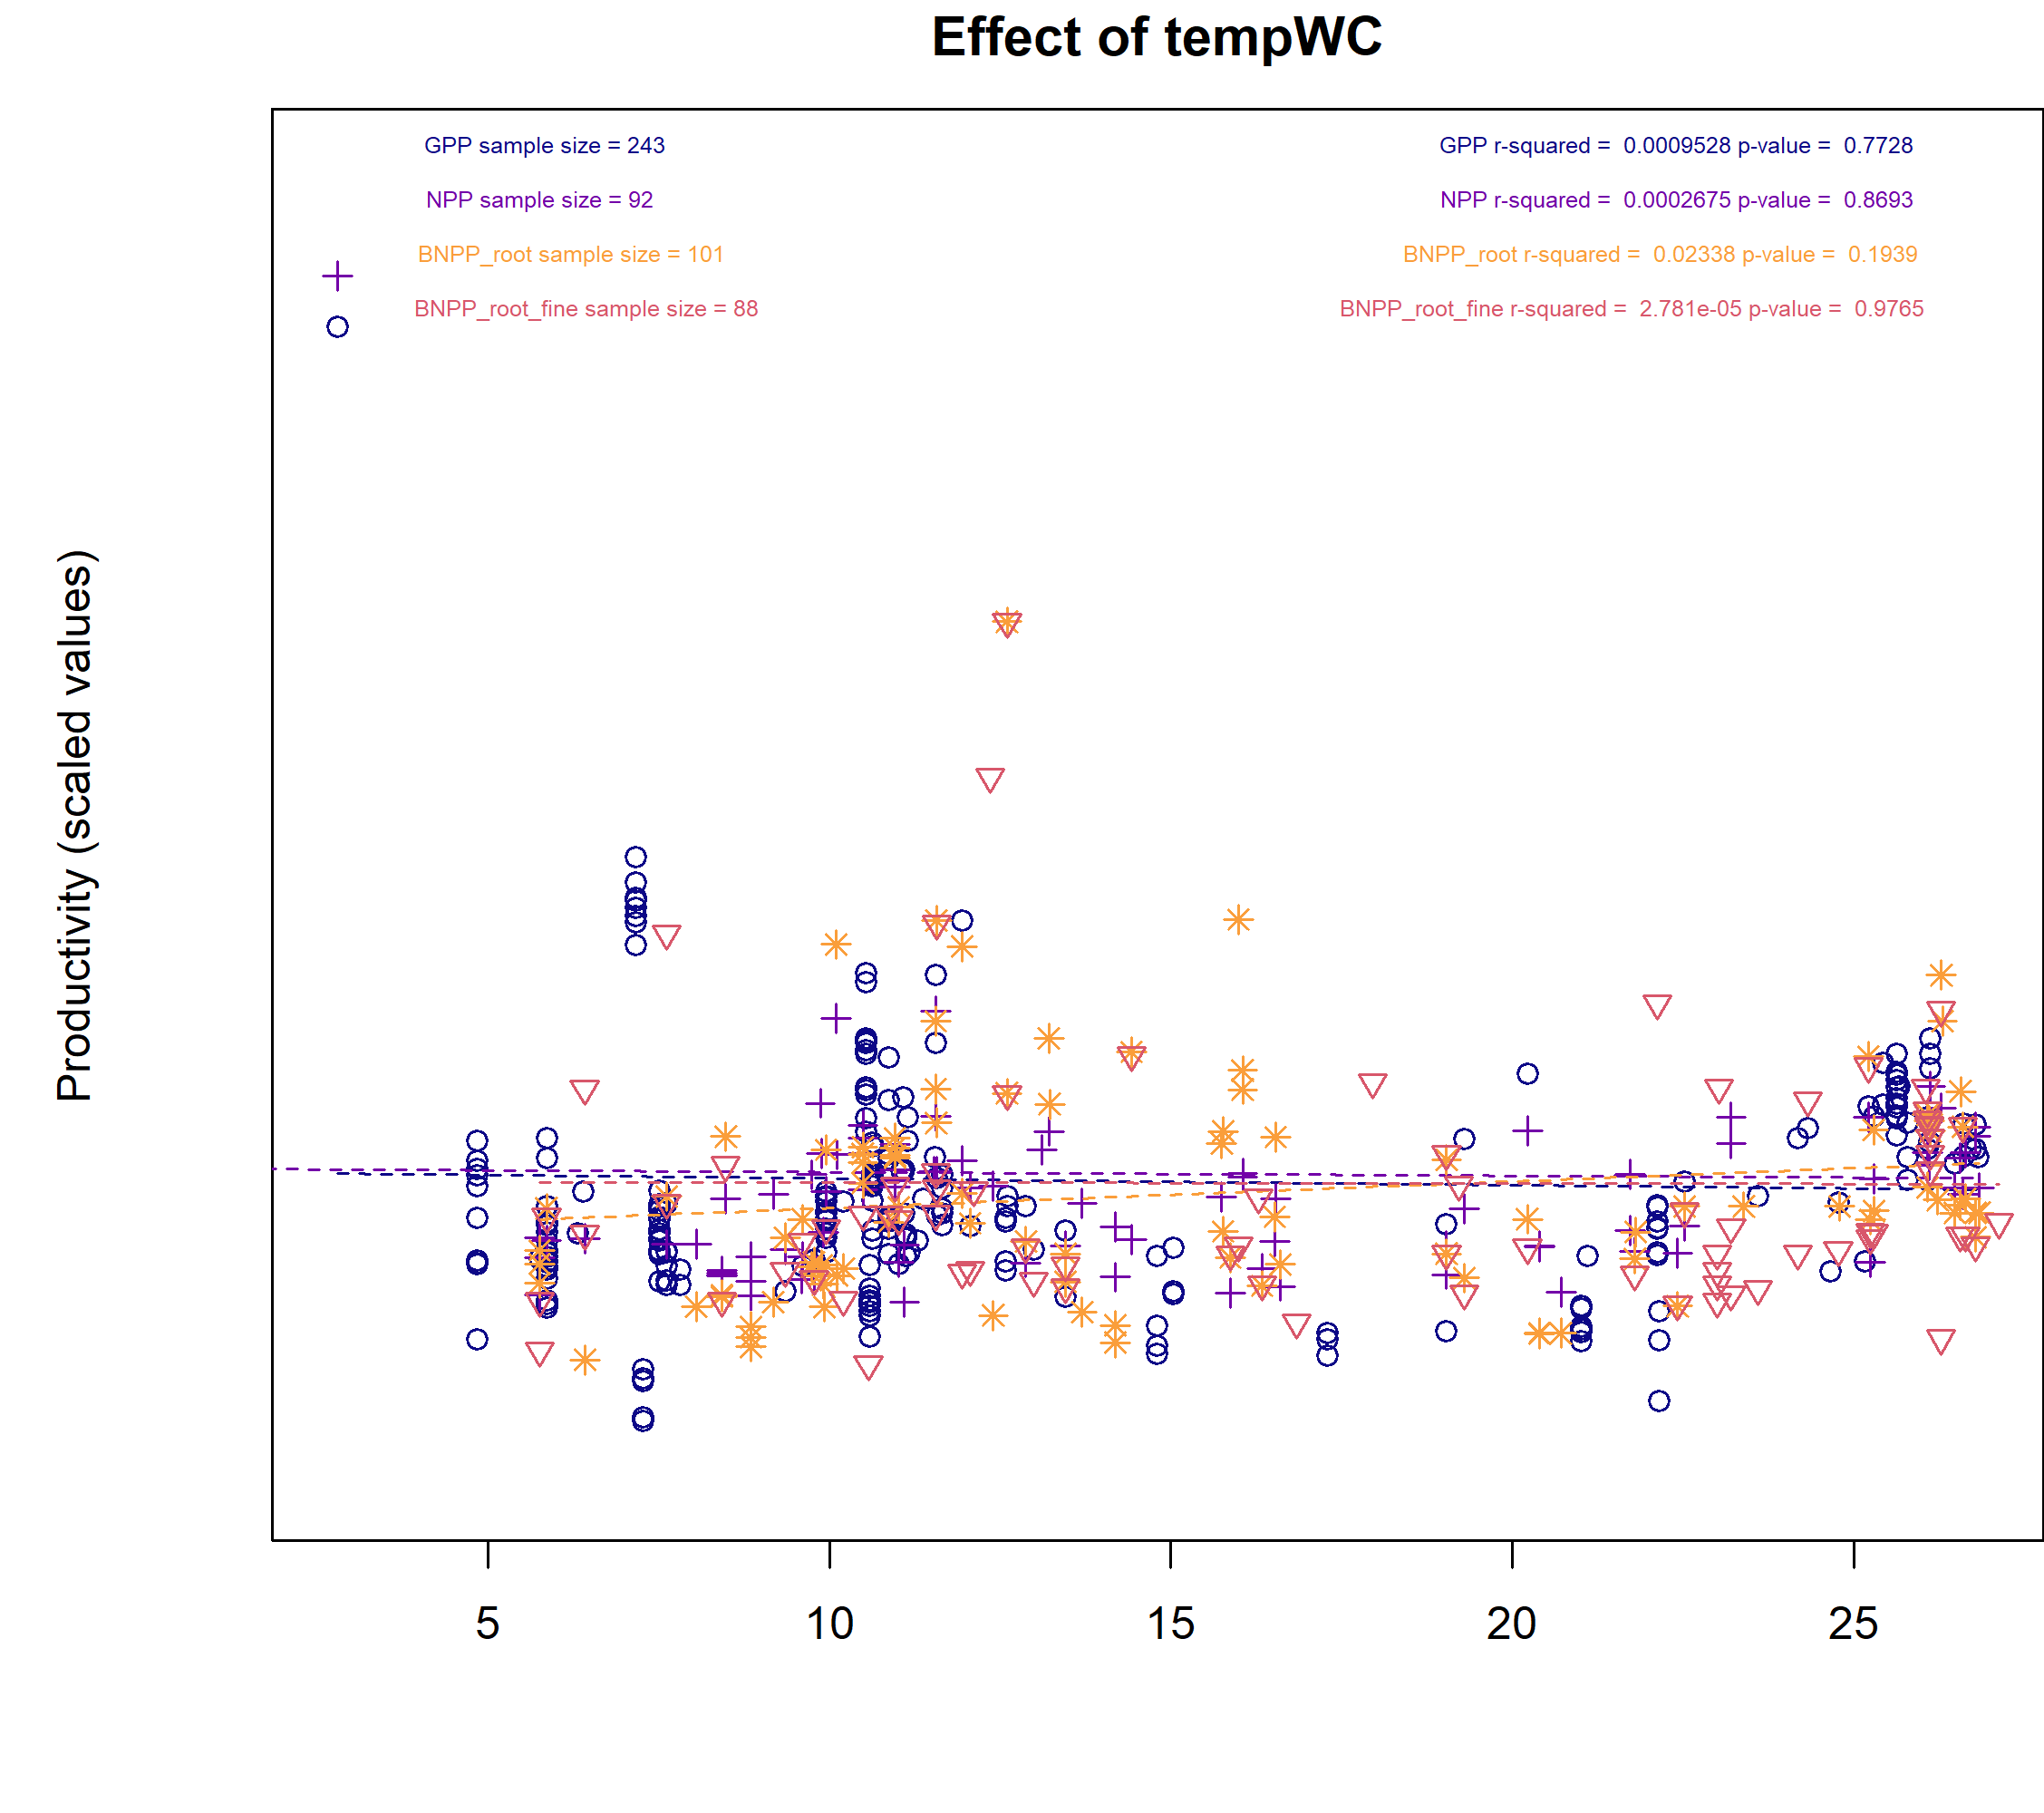 Effect of tempWC
GPP sample size = 243
GPP r-squared = 0.0009528 p-value = 0.7728
NPP sample size = 92
NPP r-squared = 0.0002675 p-value = 0.8693
BNPP_root sample size = 101
BNPP_root r-squared = 0.02338 p-value = 0.1939
BNPP_root_fine sample size = 88
BNPP_root_fine r-squared = 2.781e-05 p-value = 0.9765
Productivity (scaled values)
5 10 15 20 25